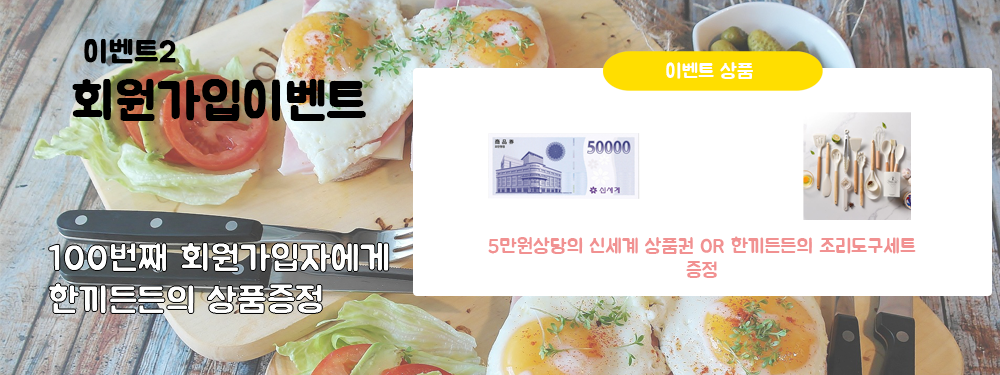 이벤트2
회원가입이벤트
100번째 회원가입자에게
한끼든든의 상품증정
이벤트 상품
商品券
50000
신세계
5만원상당의 신세계 상품권 OR 한끼든든의 조리도구세트
증정